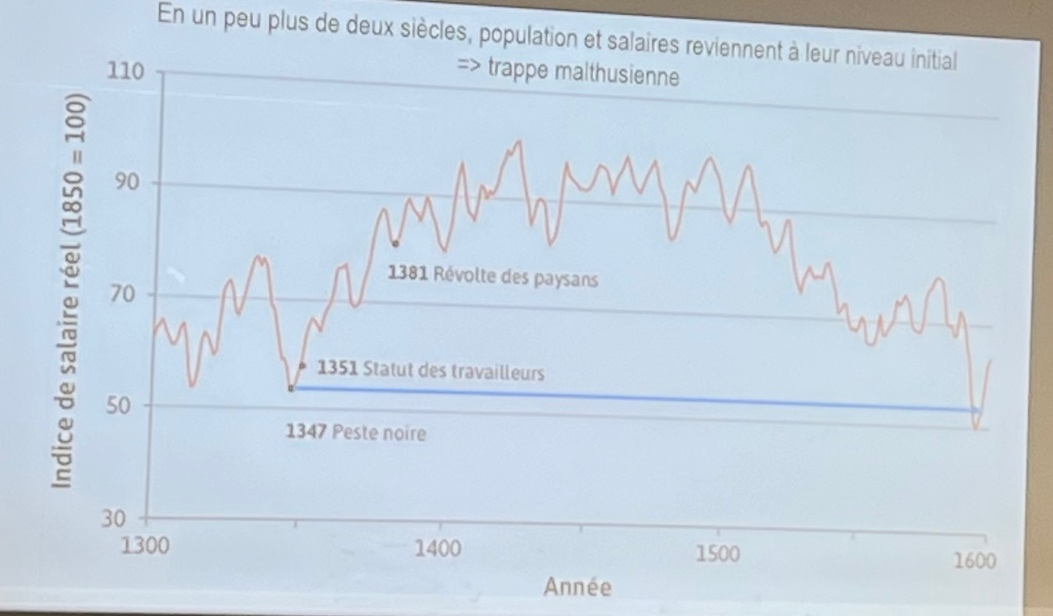 En un peu plus de deux siècles, population et salaires reviennent à leur niveau initial
=> trappe malthusienne
110
90
70
50
30
Indice de salaire réel (1850 = 100)
1381 Révolte des paysans
1351 Statut des travailleurs
1347 Peste noire
1300
1400
1500
1600
Année